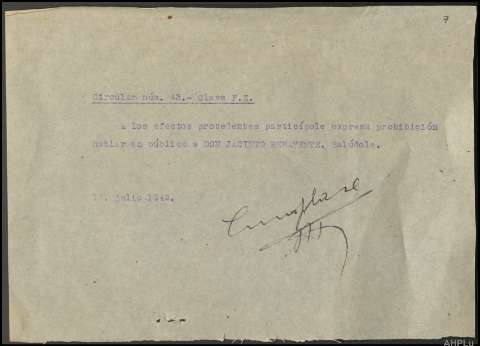 7
Circular núm. 43.- Clave F.E.
a los efectos procedentes particípole expresa prohibición
hablar en público a DON JACINTO BENAVENTE. Salúdole.
julio 1942.
Cumplase
AHPLu